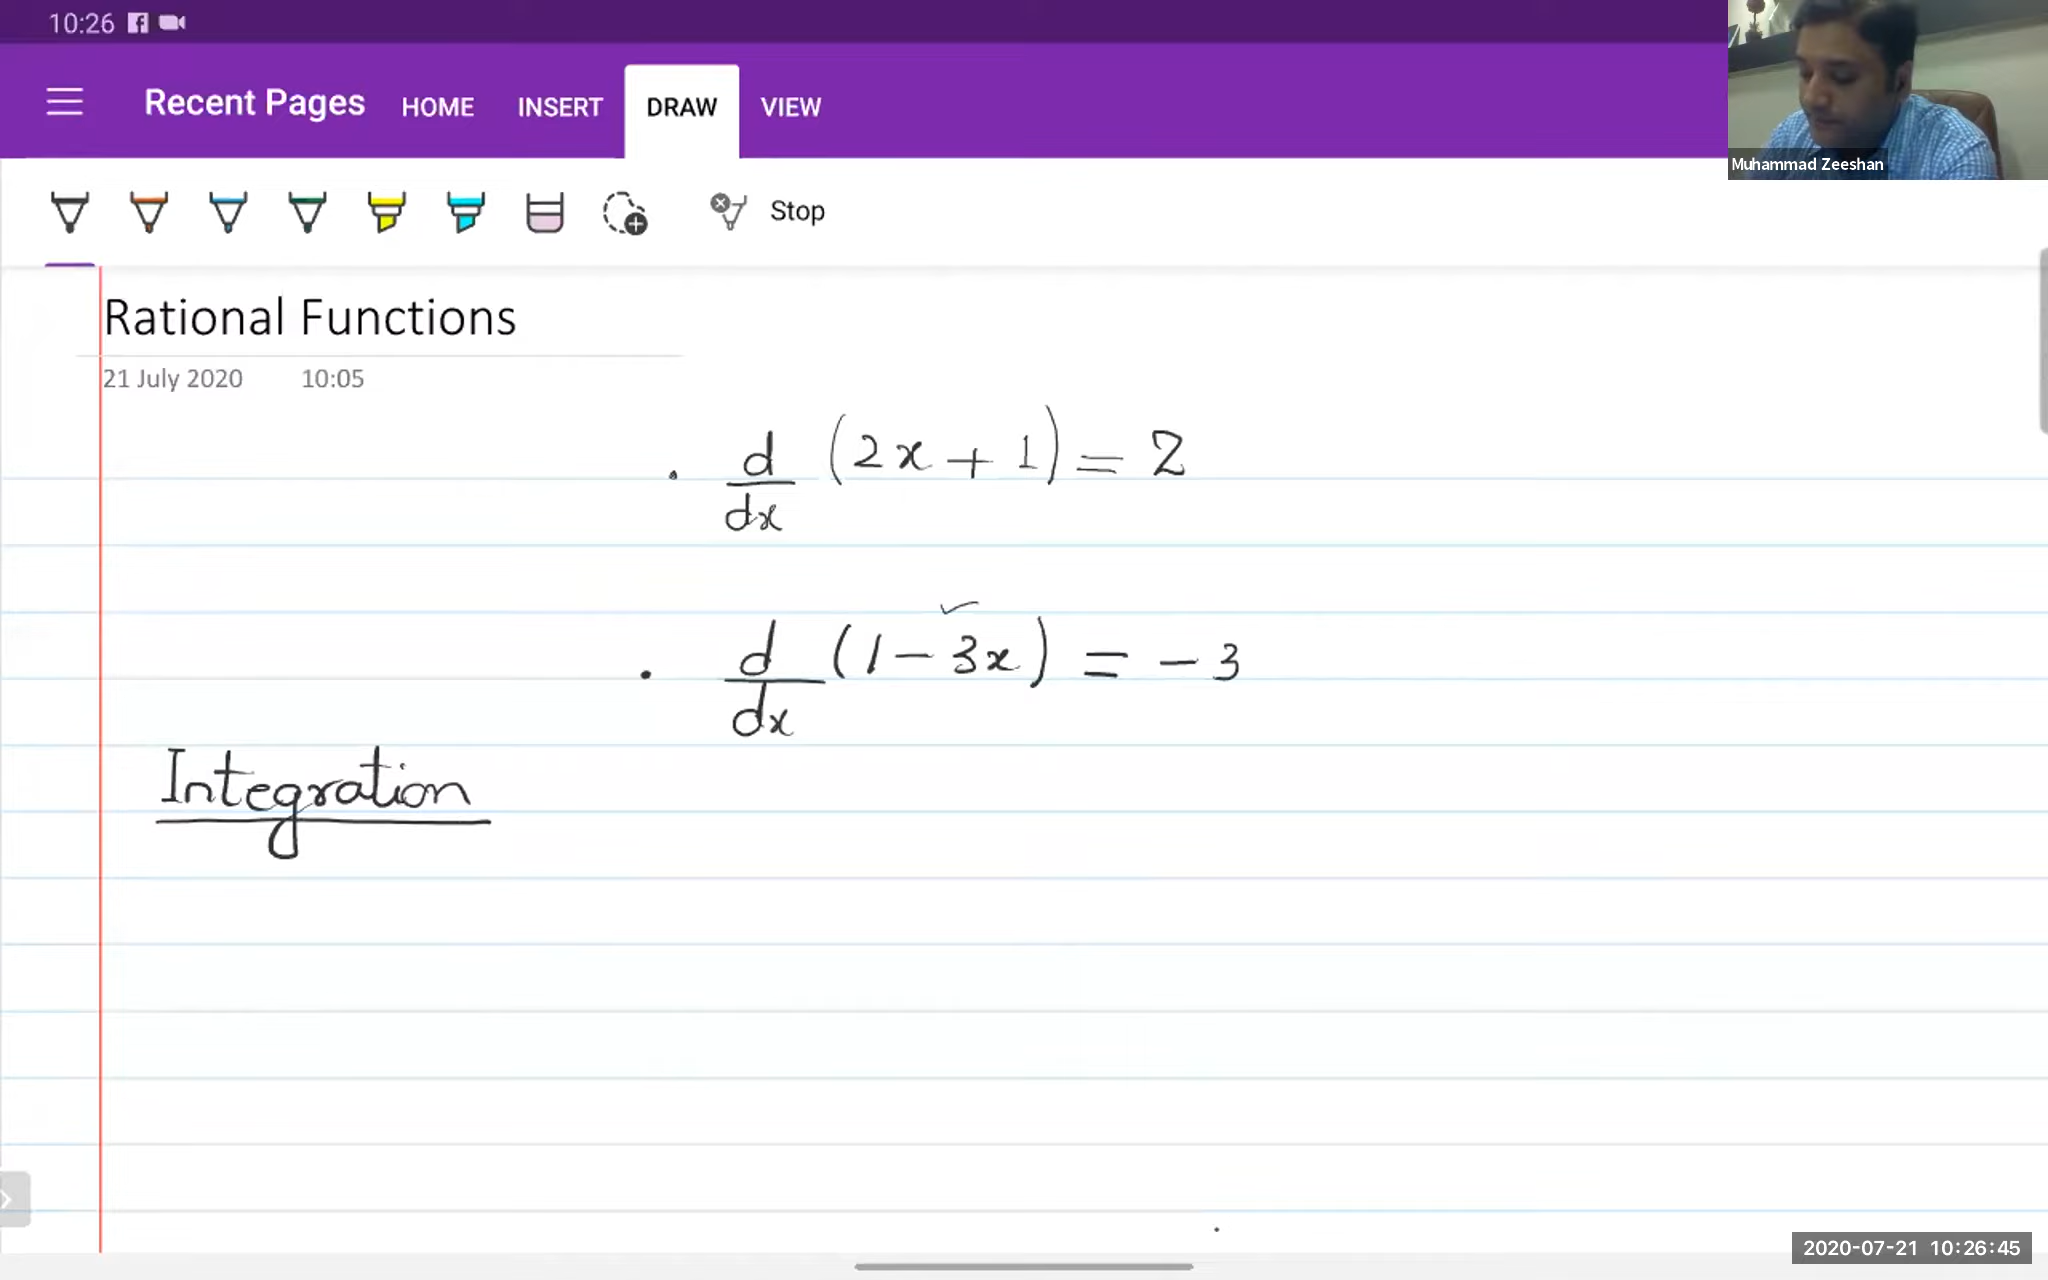 10:26
Recent Pages HOME INSERT DRAW VIEW
Muhammad Zeeshan
Stop
Rational Functions
21 July 2020 10:05
. d/dx (2x + 1) = 2
. d/dx (1 - 3x) = - 3
Integration
2020-07-21 10:26:45